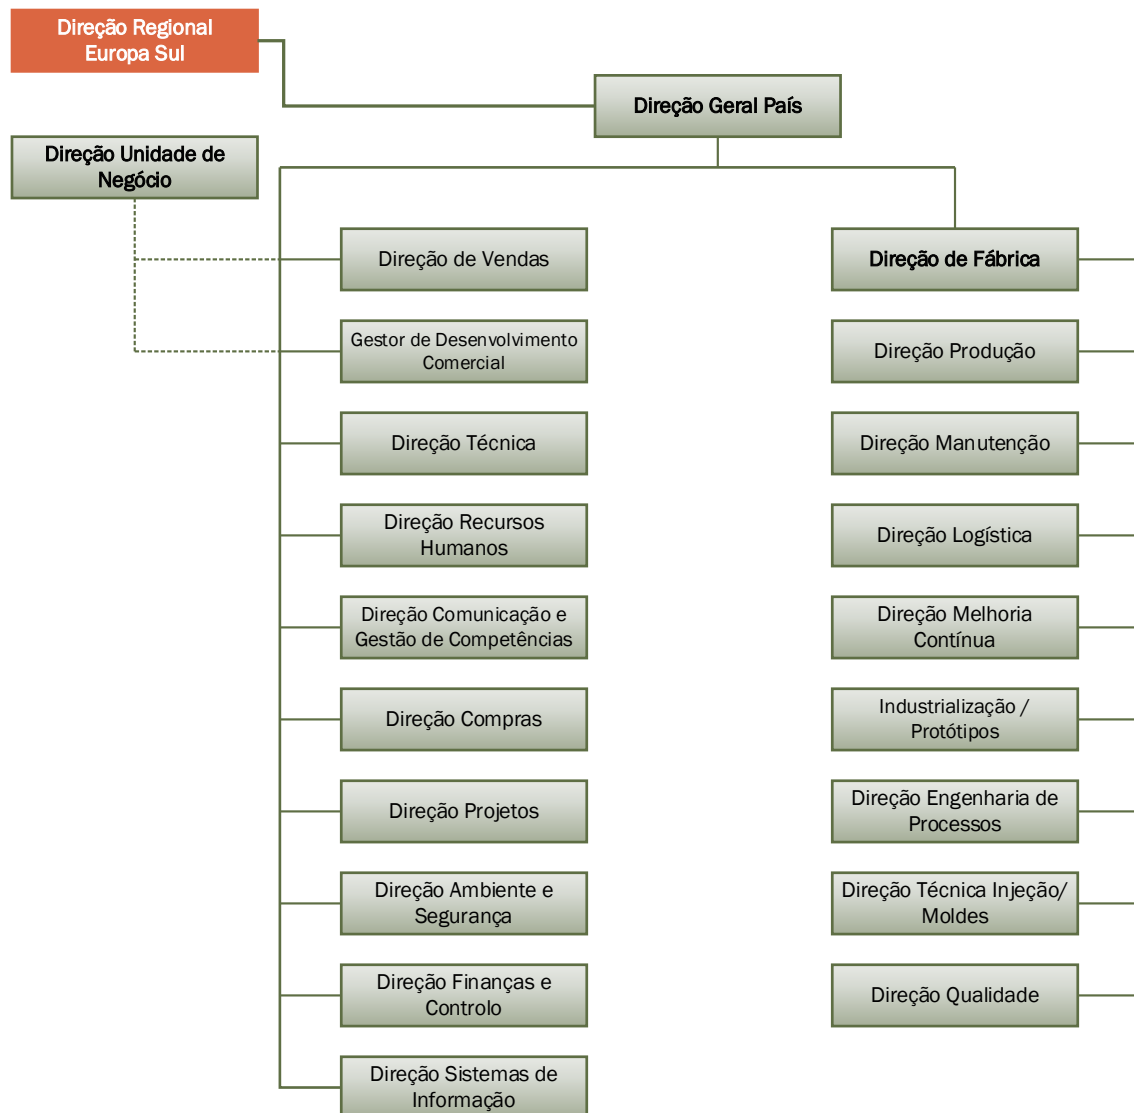 Direção Regional
Europa Sul
Direção Geral País
Direção Unidade de
Negócio
Direção de Vendas
Gestor de Desenvolvimento
Comercial
Direção Técnica
Direção Recursos
Humanos
Direção Comunicação e
Gestão de Competências
Direção Compras
Direção Projetos
Direção Ambiente e
Segurança
Direção Finanças e
Controlo
Direção Sistemas de
Informação
Direção de Fábrica
Direção Produção
Direção Manutenção
Direção Logística
Direção Melhoria
Contínua
Industrialização /
Protótipos
Direção Engenharia de
Processos
Direção Técnica Injeção/
Moldes
Direção Qualidade